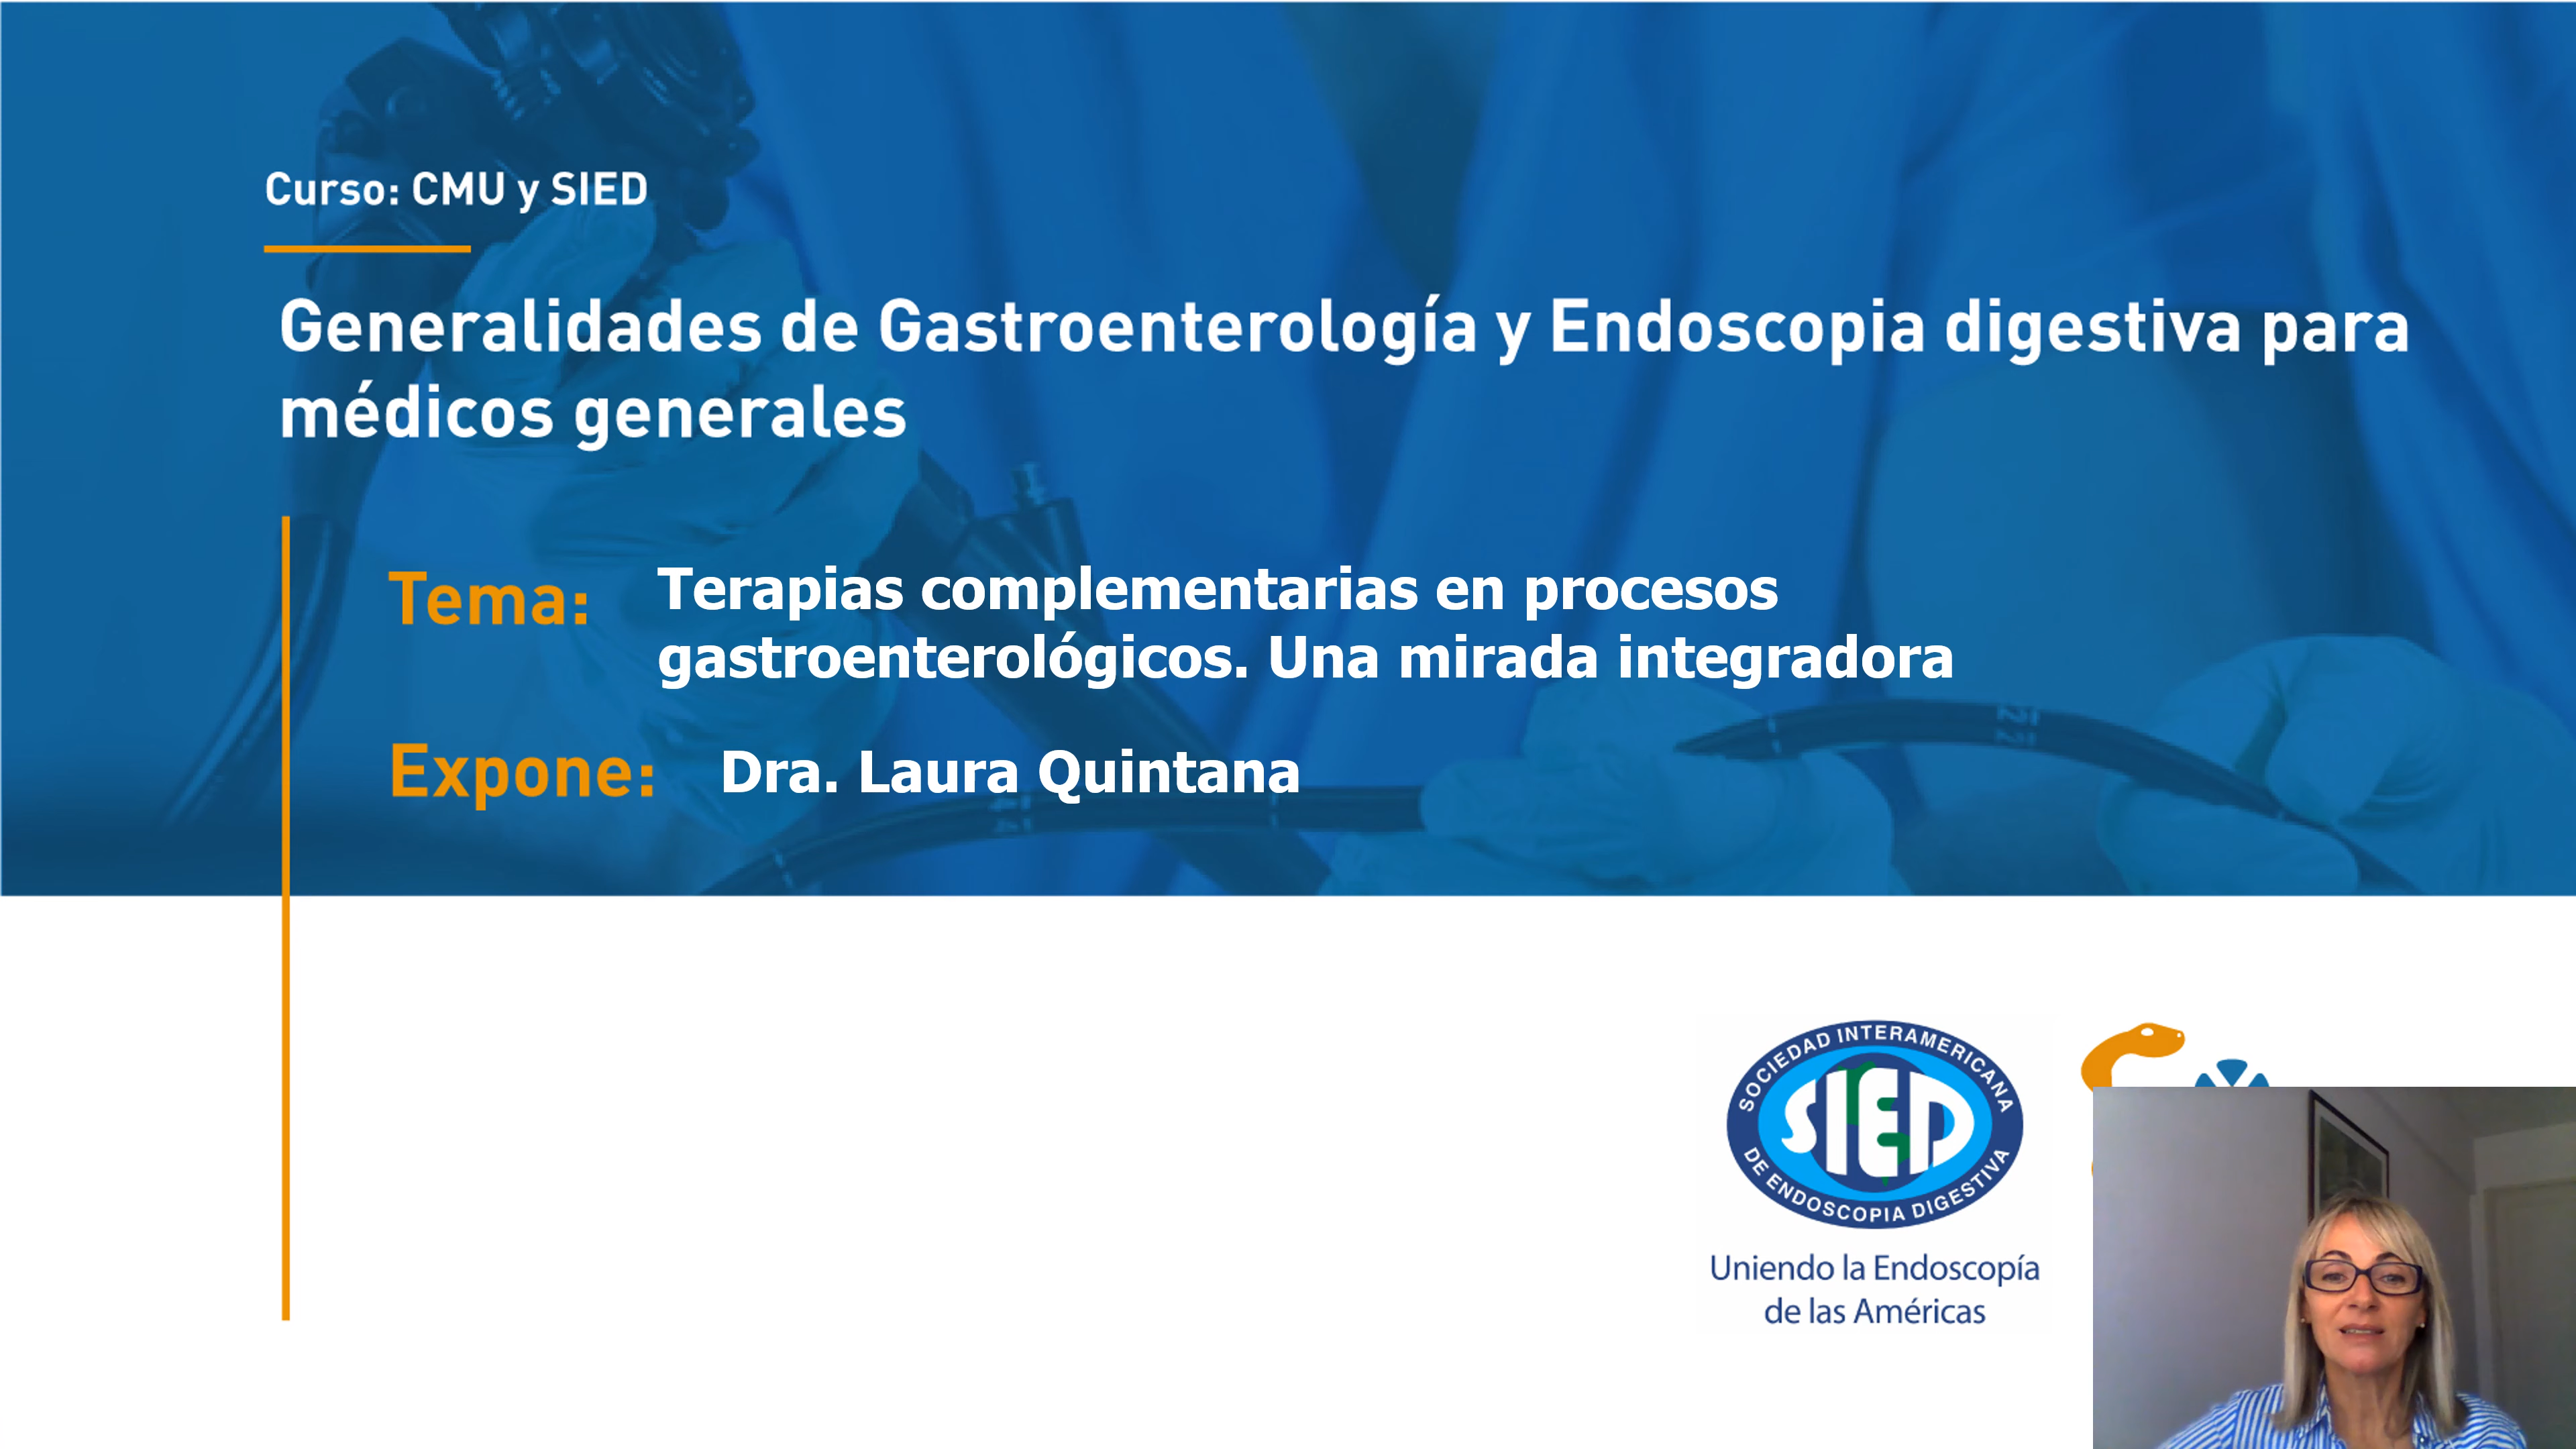 Curso: CMU y SIED
Generalidades de Gastroenterología y Endoscopia digestiva para
médicos generales
Tema: Terapias complementarias en procesos
gastroenterológicos. Una mirada integradora
Expone: Dra. Laura Quintana
SOCIEDAD INTERAMERICANA
SIED
DE ENDOSCOPIA DIGESTIVA
Uniendo la Endoscopía
de las Américas